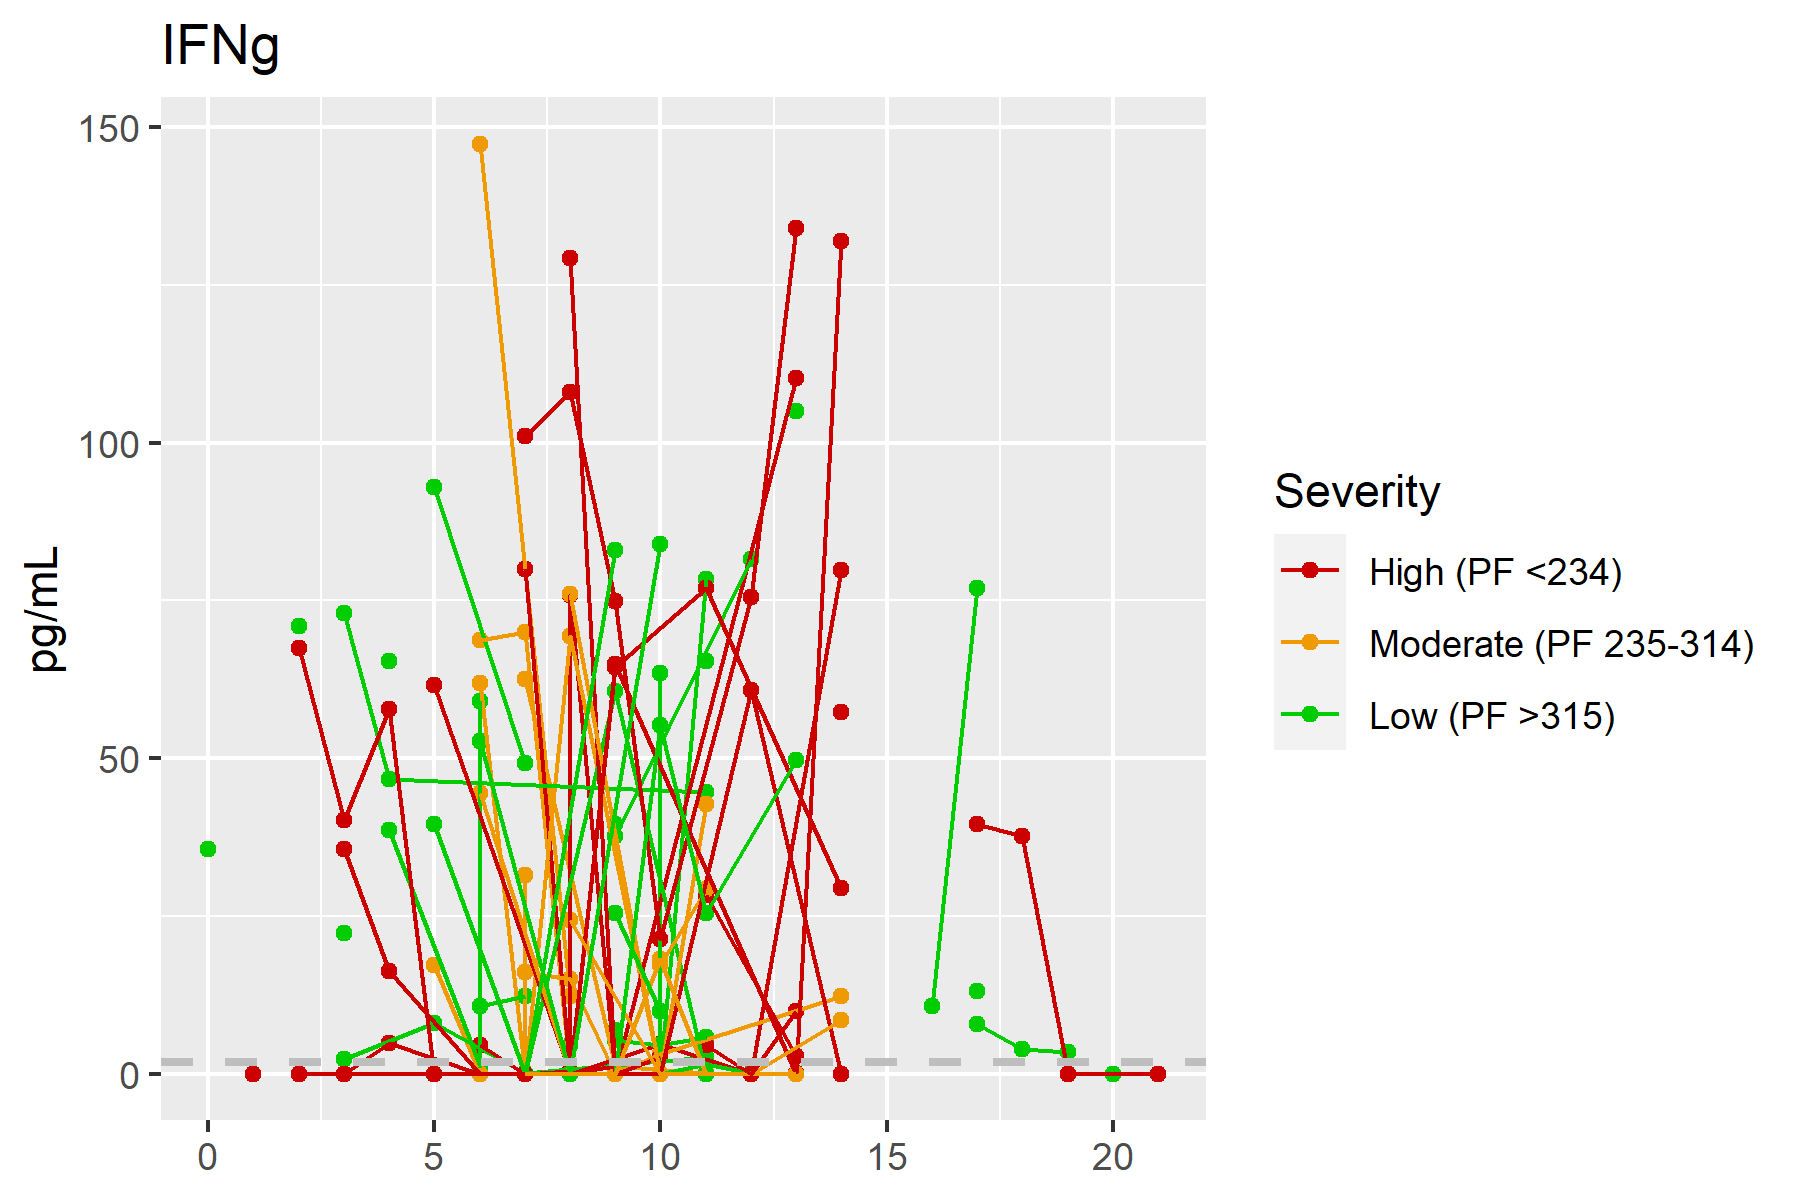 IFNg
150
100
50
0
pg/mL
0 5 10 15 20
Severity
High (PF <234)
Moderate (PF 235-314)
Low (PF >315)